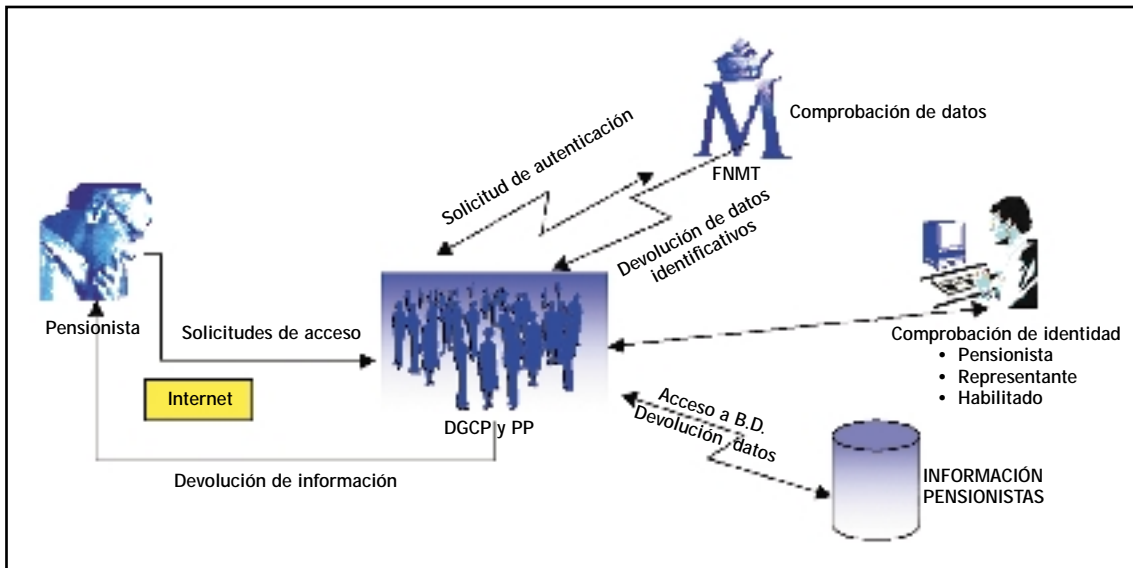 Comprobación de datos
FNMT
Solicitud de autenticación
Devolución de datos
identificativos
Pensionista
Solicitudes de acceso
Internet
DGCP y PP
Devolución de información
Comprobación de identidad
• Pensionista
• Representante
• Habilitado
Acceso a B.D.
Devolución datos
INFORMACIÓN
PENSIONISTAS